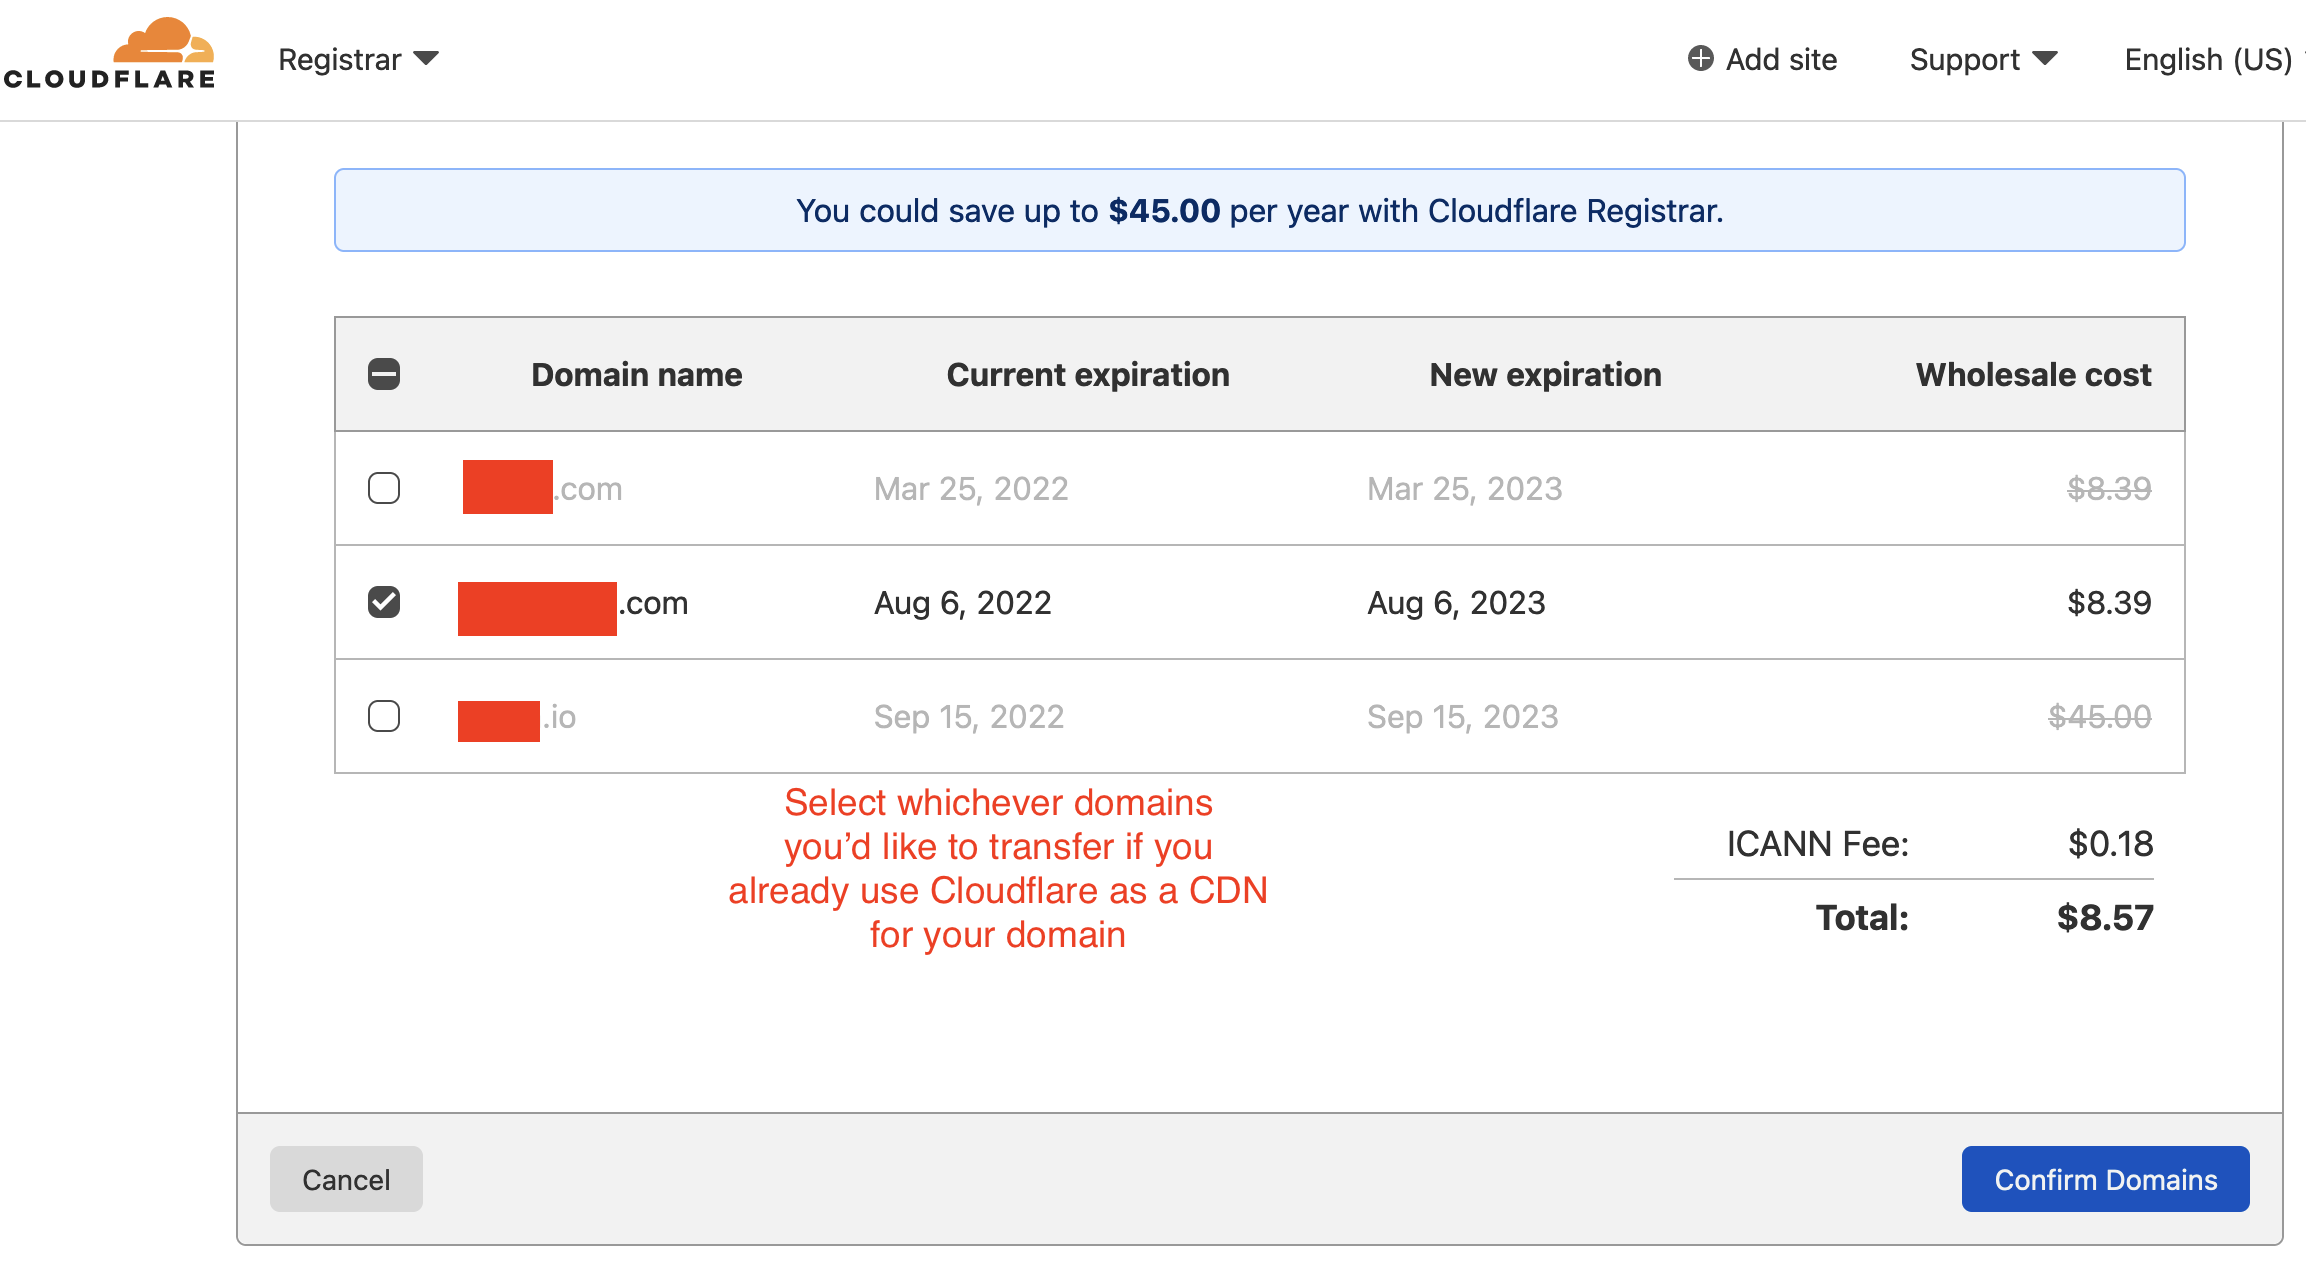 CLOUDFLARE
Registrar
Add site
Support
English (US)
You could save up to $45.00 per year with Cloudflare Registrar.
Domain name Current expiration New expiration Wholesale cost
.com Mar 25, 2022 Mar 25, 2023 $8.39
.com Aug 6, 2022 Aug 6, 2023 $8.39
.io Sep 15, 2022 Sep 15, 2023 $45.00
Select whichever domains
you’d like to transfer if you
already use Cloudflare as a CDN
for your domain
ICANN Fee: $0.18
Total: $8.57
Cancel
Confirm Domains